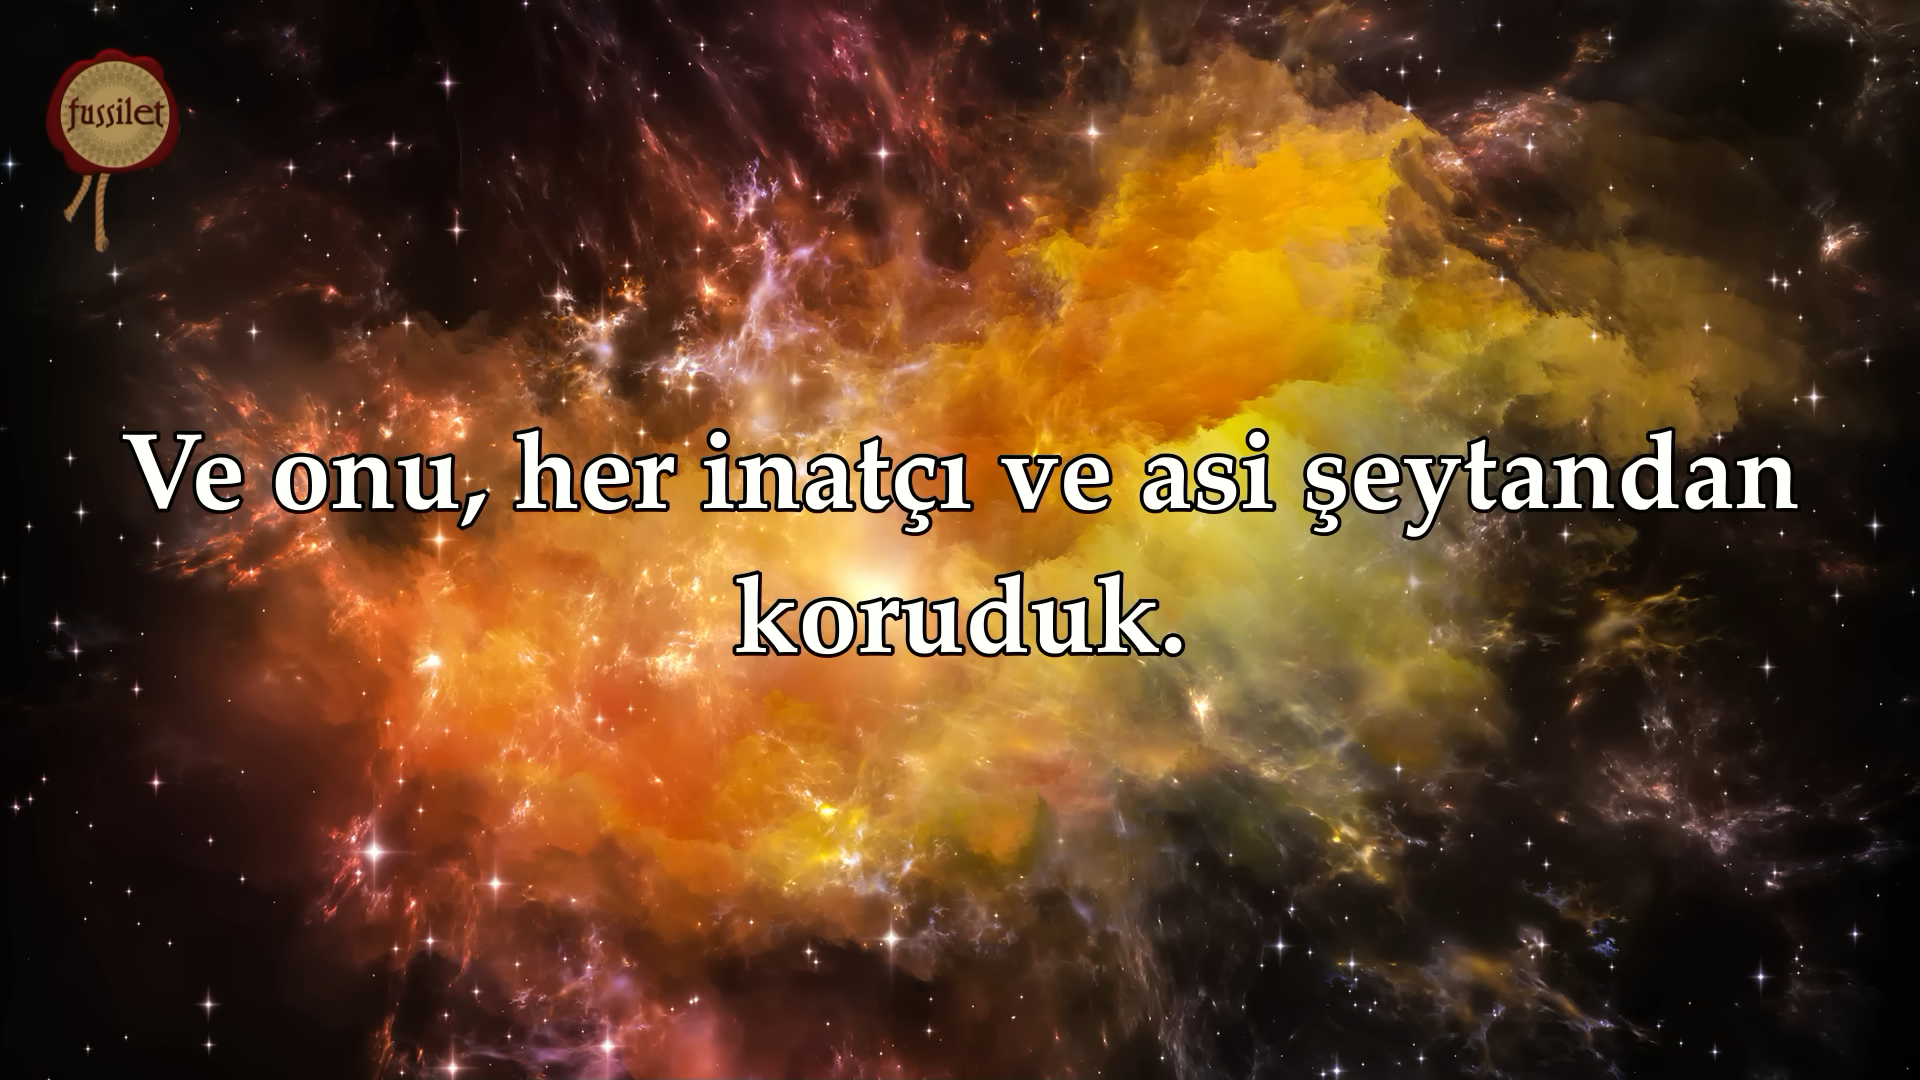 fussilet
Ve onu, her inatçı ve asi şeytandan
koruduk.